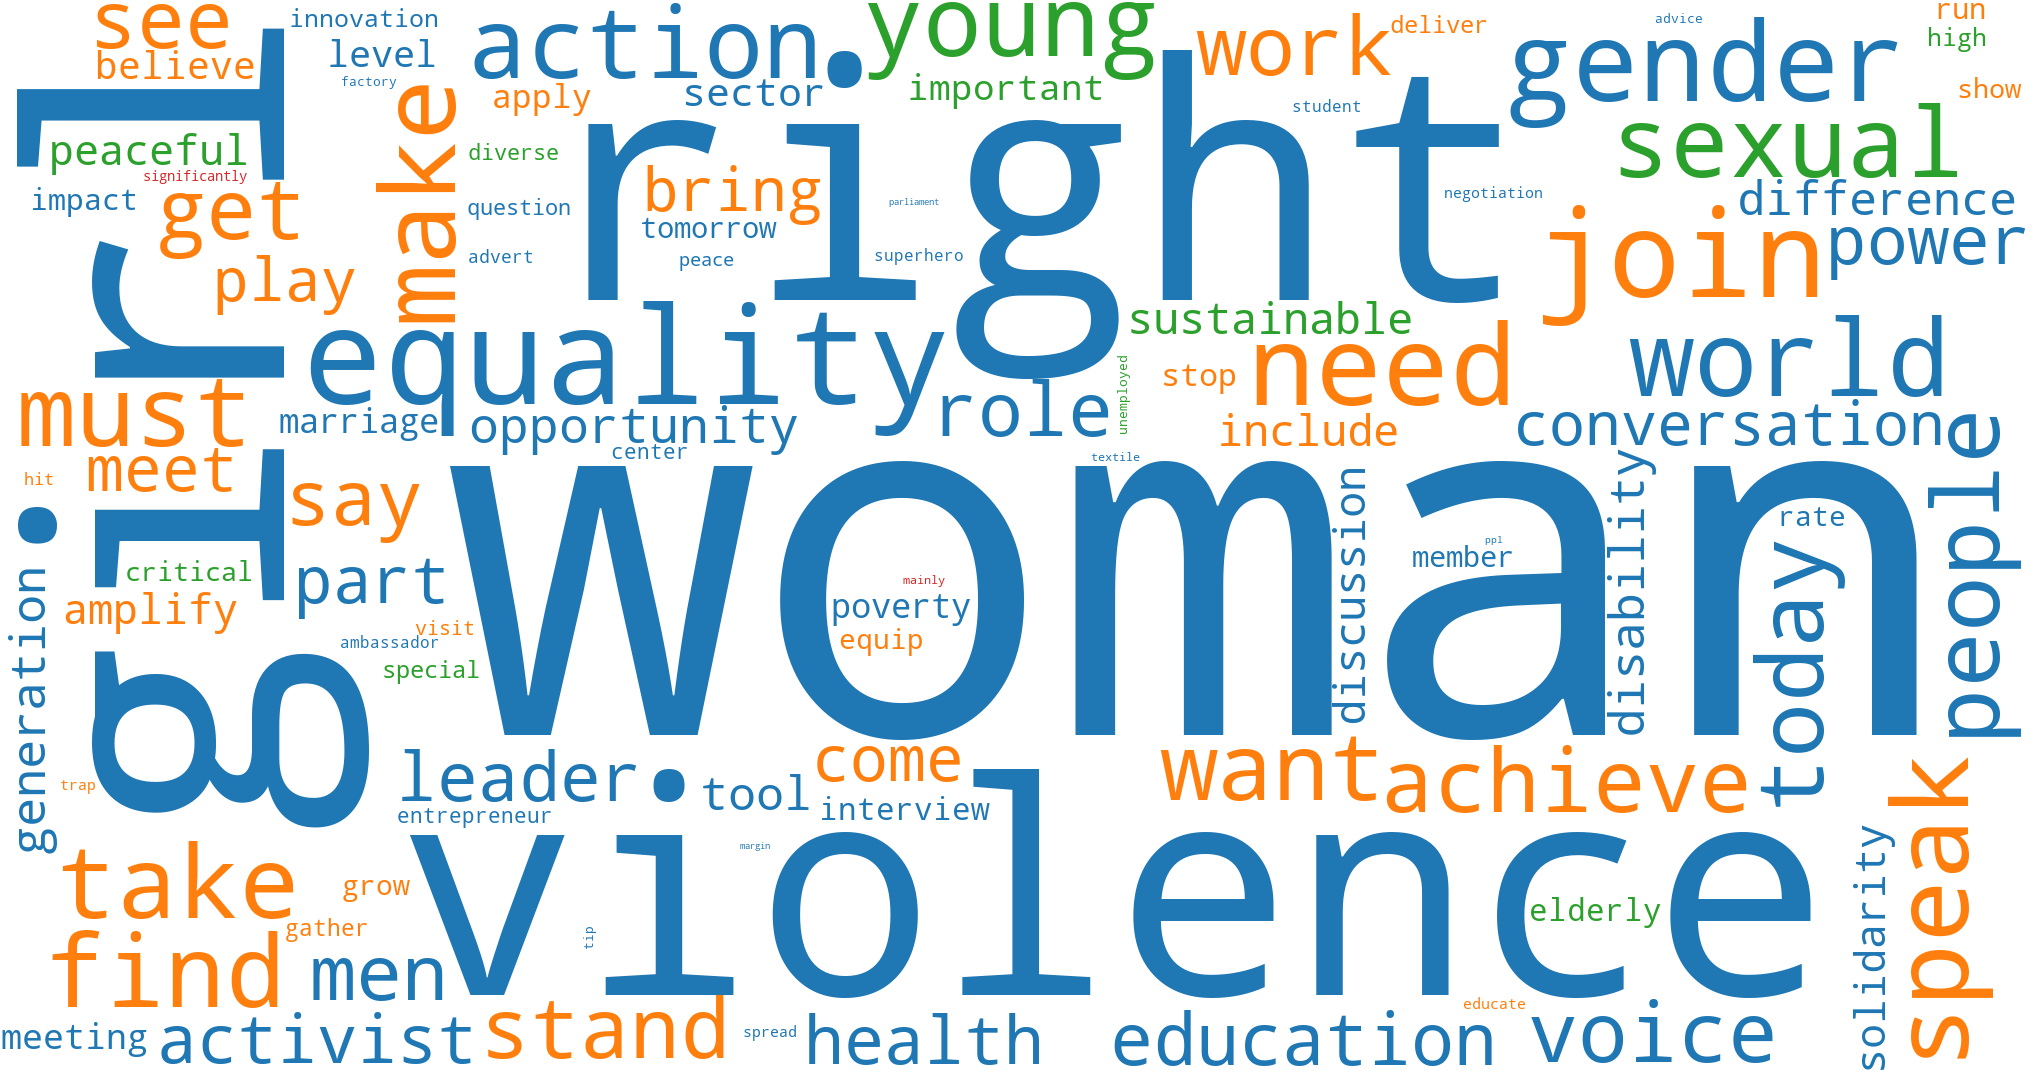 see
innovation
action
young
work
deliver
gender
advice
run
high
believe
level
factory
apply
sector
important
student
show
girl
peaceful
significantly
impact
get
play
make
diverse
question
advert
right
bring
tomorrow
peace
parliament
superhero
negotiation
sexual
difference
join
power
equality
sustainable
need
world
must
marriage
opportunity
role
unemployed
stop
include
conversation
people
meet
center
textile
hit
say
woman
discussion
disability
member
ppl
rate
today
generation
critical
amplify
part
ambassador
visit
special
mainly
poverty
equip
trap
leader
entrepreneur
tool
come
interview
want
achieve
speak
take
grow
gather
margin
violence
elderly
solidarity
find
men
tip
meeting
activist
stand
spread
health
education
educate
voice